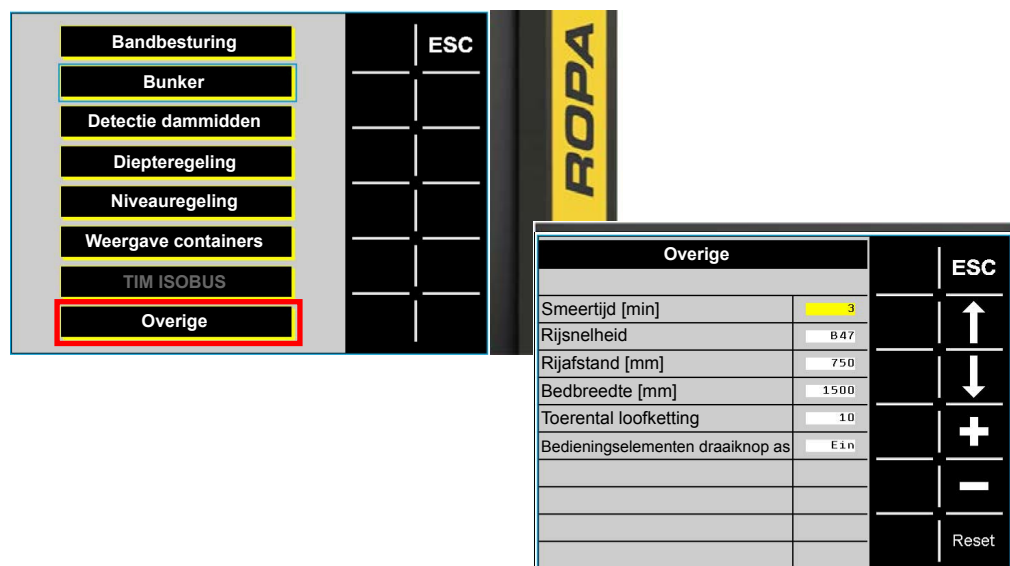 Bandbesturing
ESC
Bunker
Detectie dammidden
Diepteregeling
Niveauregeling
Weergave containers
TIM ISOBUS
Overige
ROPA
Overige
ESC
Smeertijd [min] 3
Rijsnelheid B47
Rijafstand [mm] 750
Bedbreedte [mm] 1500
Toerental loofketting 10
Bedieningselementen draaiknop as Ein
Reset